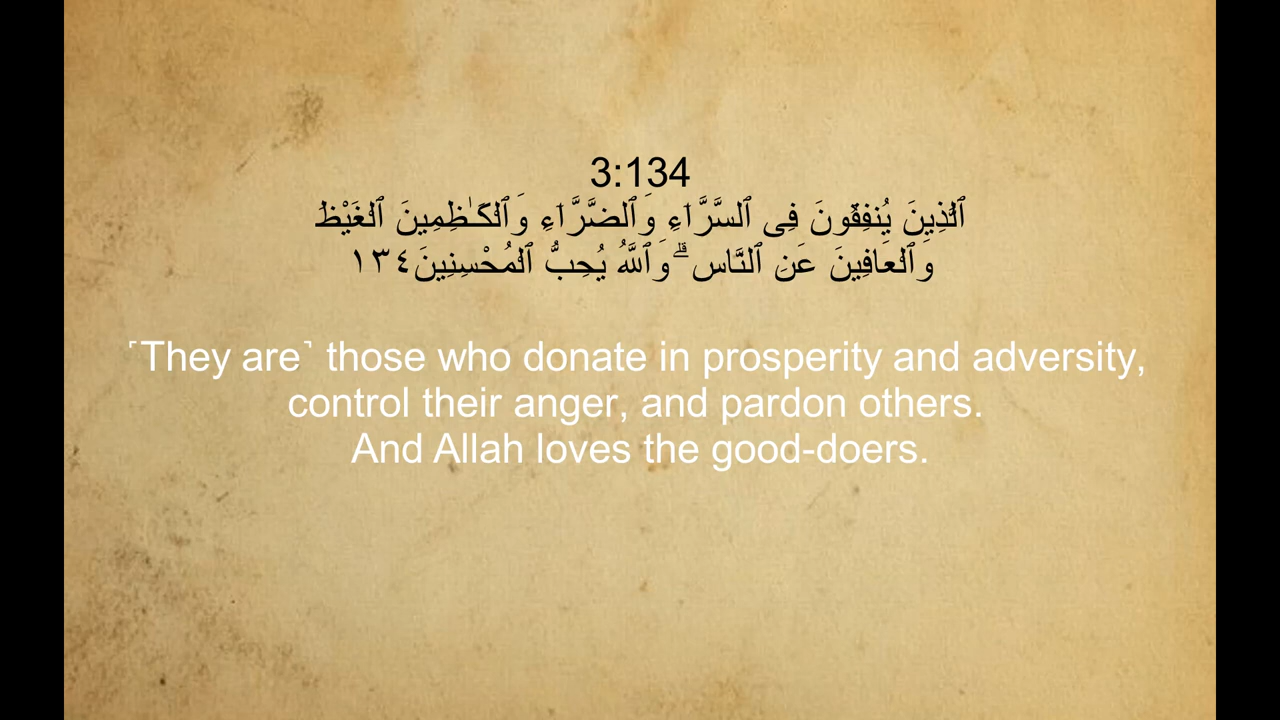 3:134
ٱلَّذِينَ يُنفِقُونَ فِى ٱلسَّرَّآءِ وَٱلضَّرَّآءِ وَٱلْكَـٰظِمِينَ ٱلْغَيْظَ
وَٱلْعَافِينَ عَنِ ٱلنَّاسِ ۗ وَٱللَّهُ يُحِبُّ ٱلْمُحْسِنِينَ ١٣٤
˹They are˺ those who donate in prosperity and adversity,
control their anger, and pardon others.
And Allah loves the good-doers.